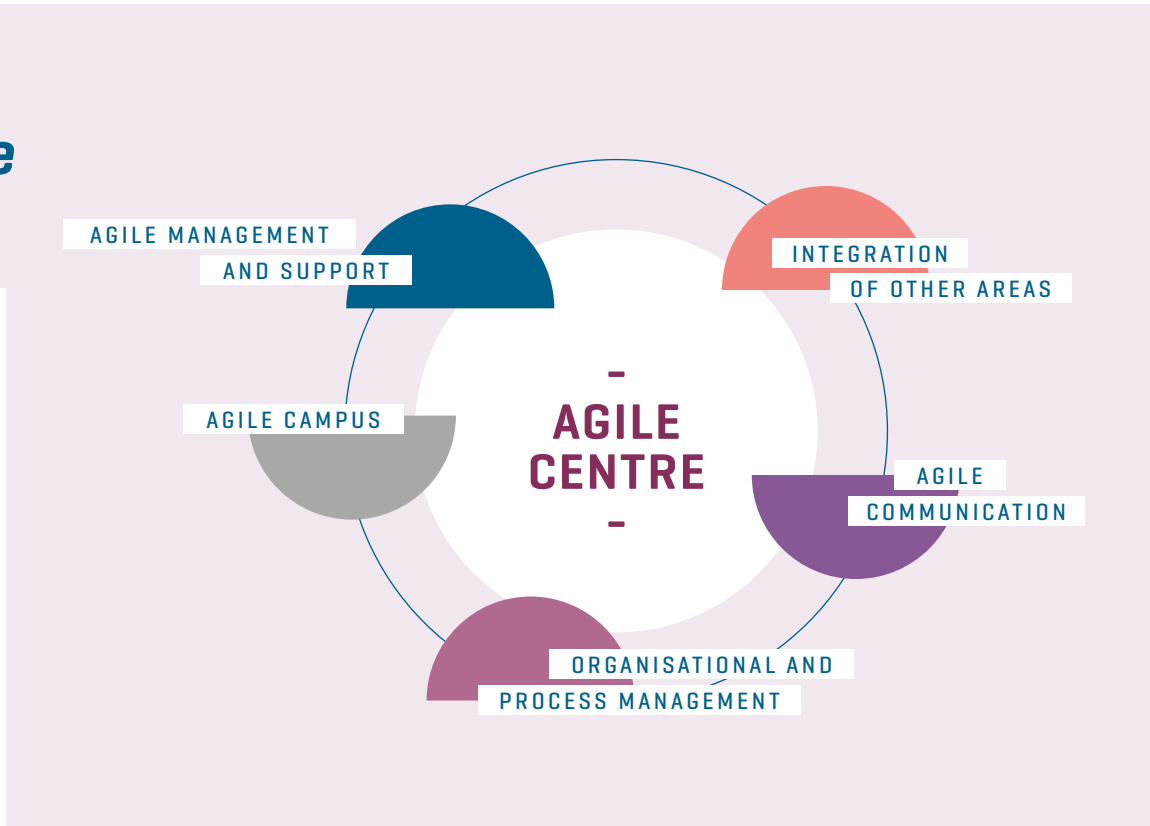 e
AGILE MANAGEMENT
AND SUPPORT
INTEGRATION
OF OTHER AREAS
AGILE CAMPUS
–
AGILE
CENTRE
–
AGILE
COMMUNICATION
ORGANISATIONAL AND
PROCESS MANAGEMENT